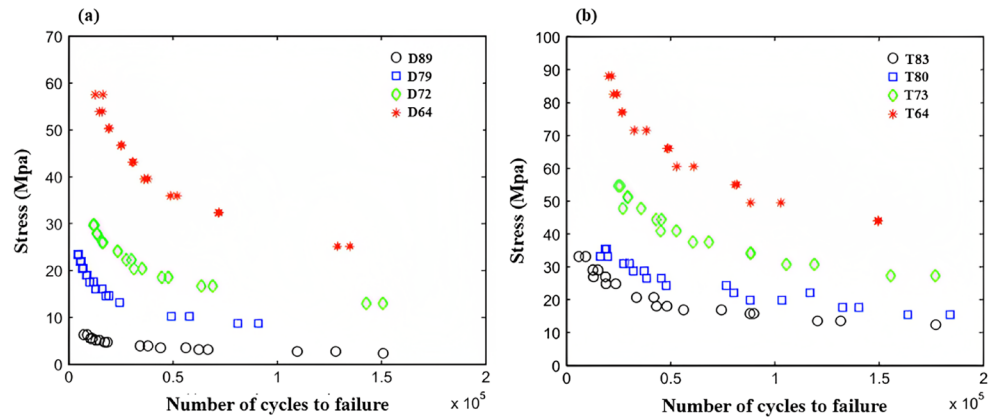 (a)
70
60
50
40
30
20
10
0
Stress (Mpa)
D89
D79
D72
D64
0
0.5
1
1.5
2
x 10^5
Number of cycles to failure
(b)
100
90
80
70
60
50
40
30
20
10
0
Stress (Mpa)
T83
T80
T73
T64
0
0.5
1
1.5
2
x 10^5
Number of cycles to failure